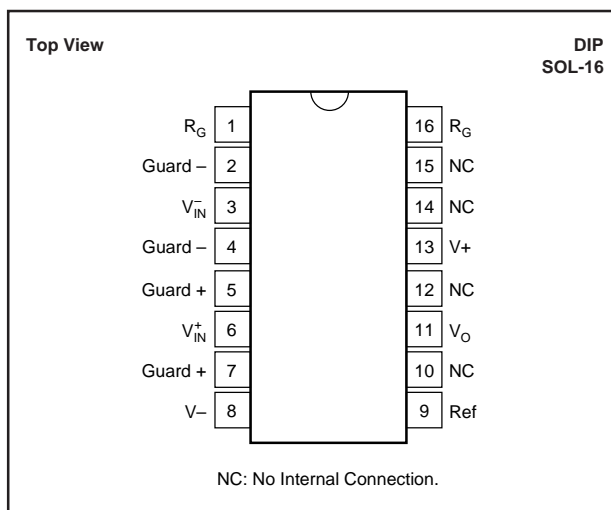 Top View
DIP
SOL-16
R_G 1
Guard – 2
V_IN^– 3
Guard – 4
Guard + 5
V_IN^+ 6
Guard + 7
V– 8
16 R_G
15 NC
14 NC
13 V+
12 NC
11 V_O
10 NC
9 Ref
NC: No Internal Connection.